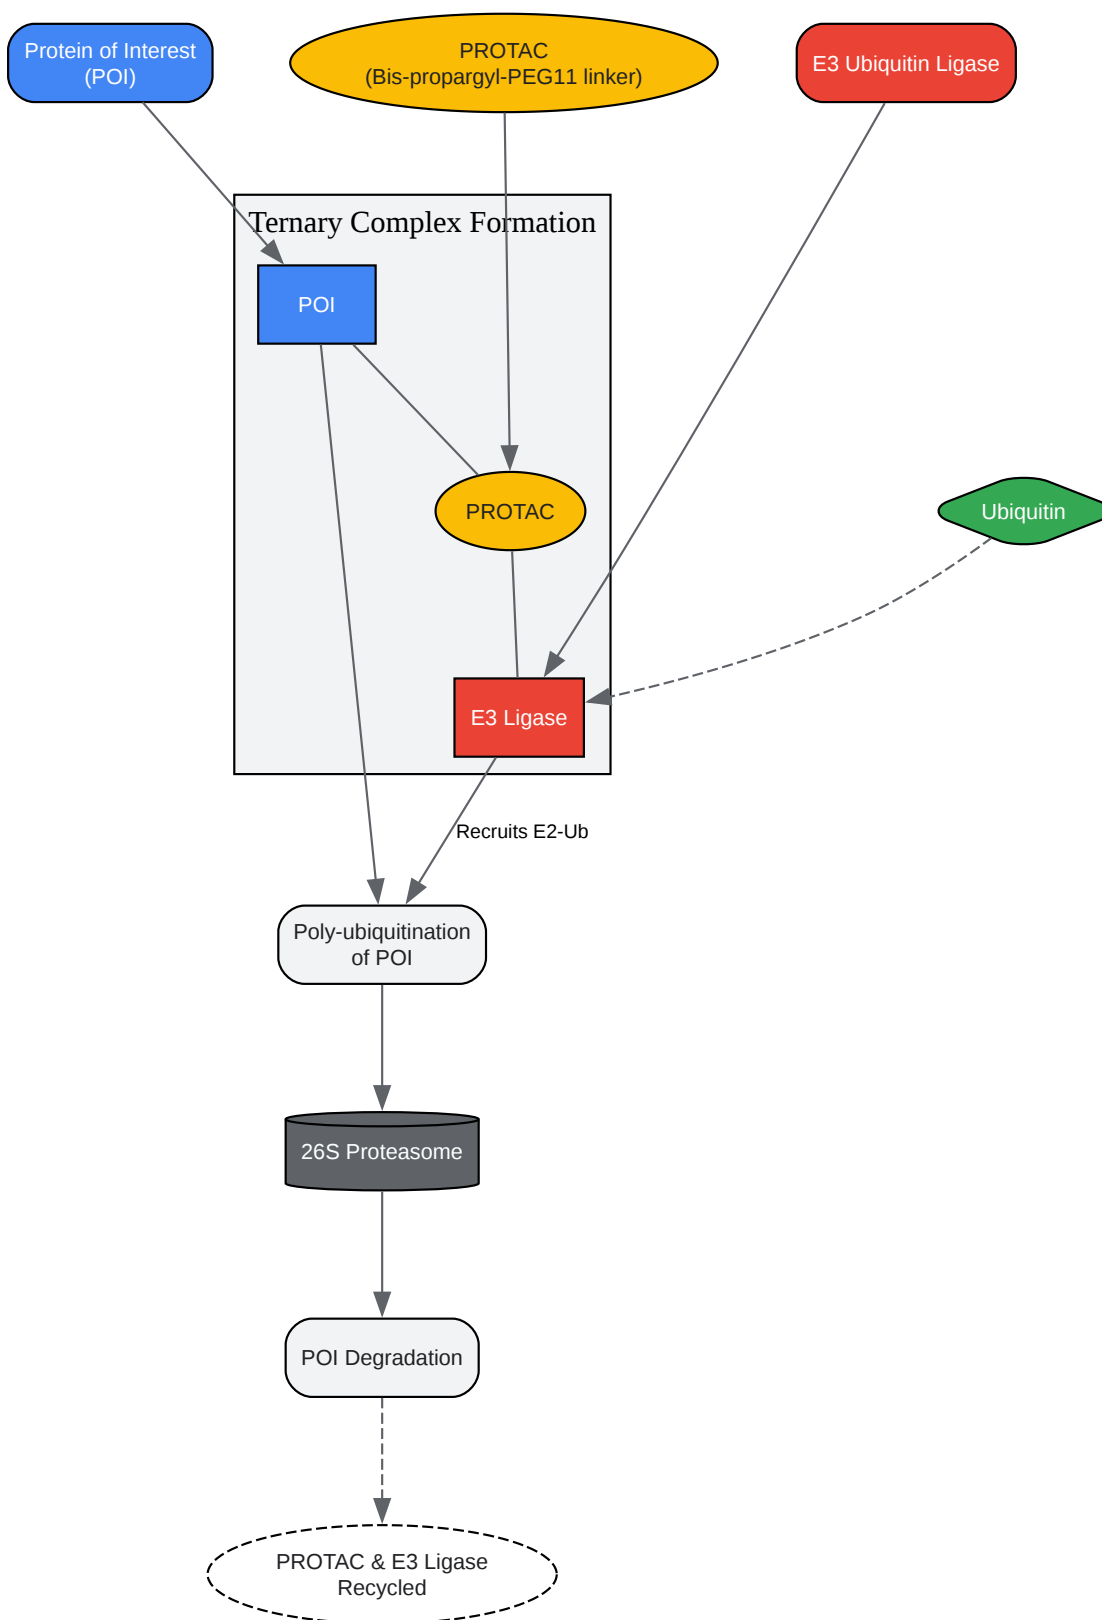 Protein of Interest
(POI)
PROTAC
(Bis-propargyl-PEG11 linker)
E3 Ubiquitin Ligase
Ternary Complex Formation
POI
PROTAC
Ubiquitin
E3 Ligase
Recruits E2-Ub
Poly-ubiquitination
of POI
26S Proteasome
POI Degradation
PROTAC & E3 Ligase
Recycled